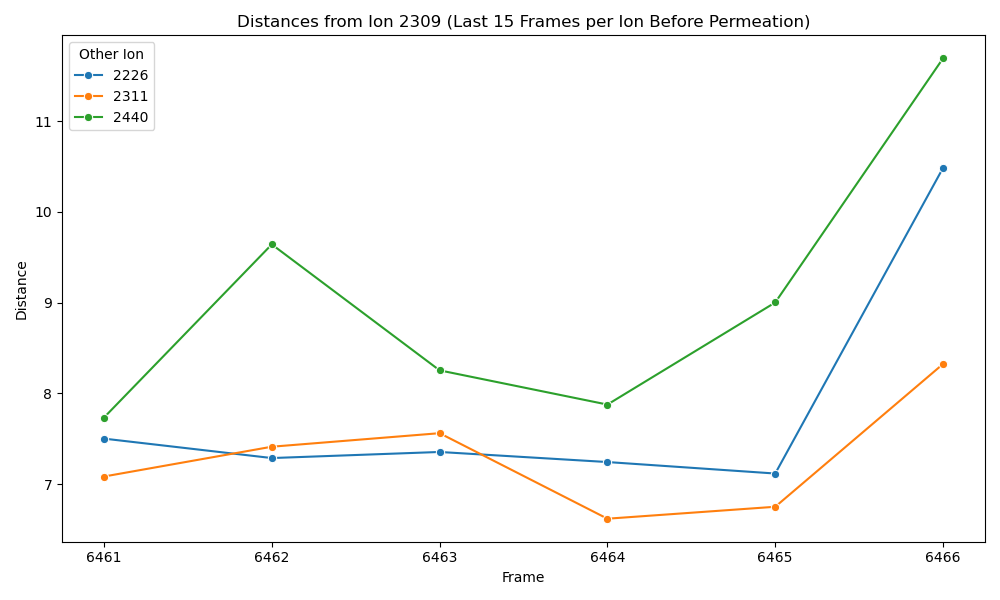 Distances from Ion 2309 (Last 15 Frames per Ion Before Permeation)
Other Ion
2226
2311
2440
11
10
9
8
7
Distance
6461 6462 6463 6464 6465 6466
Frame